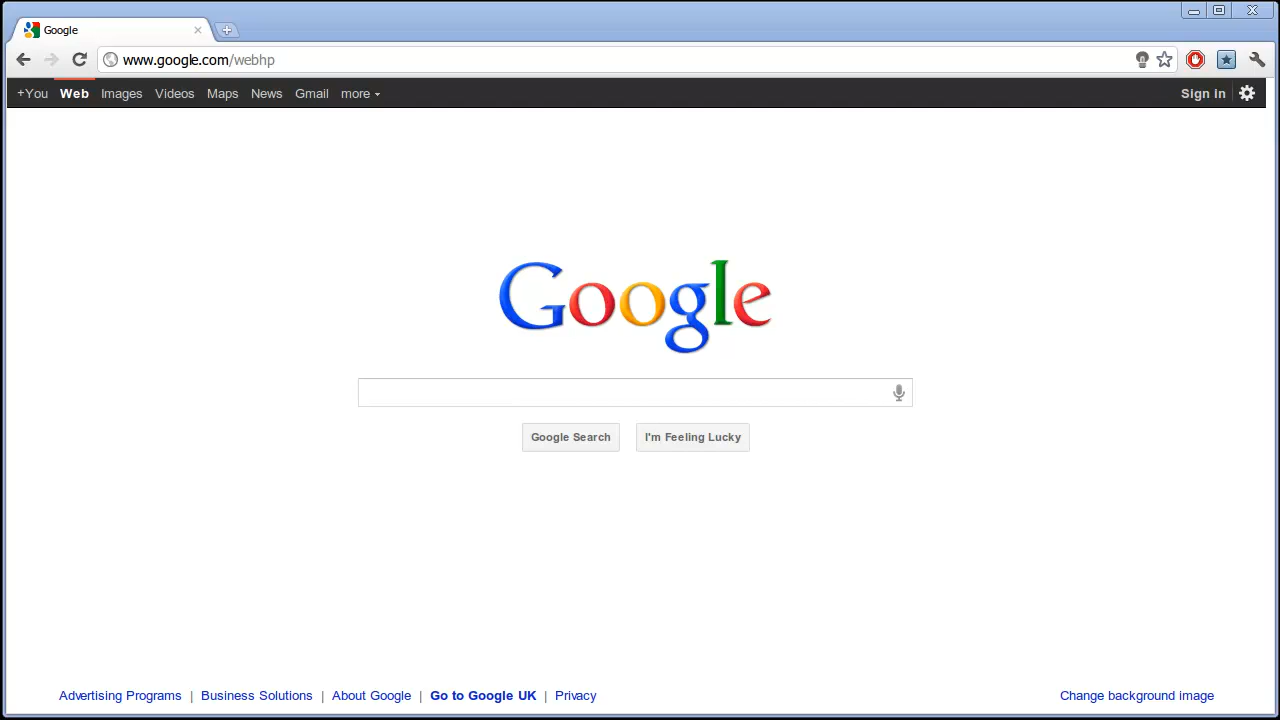 Google
www.google.com/webhp
+You Web Images Videos Maps News Gmail more Sign in
Google
Google Search I'm Feeling Lucky
Advertising Programs | Business Solutions | About Google | Go to Google UK | Privacy Change background image